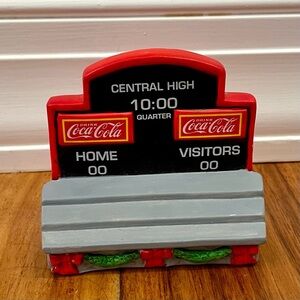 CENTRAL HIGH
10:00
QUARTER
DRINK DRINK
Coca-Cola Coca-Cola
HOME VISITORS
00 00